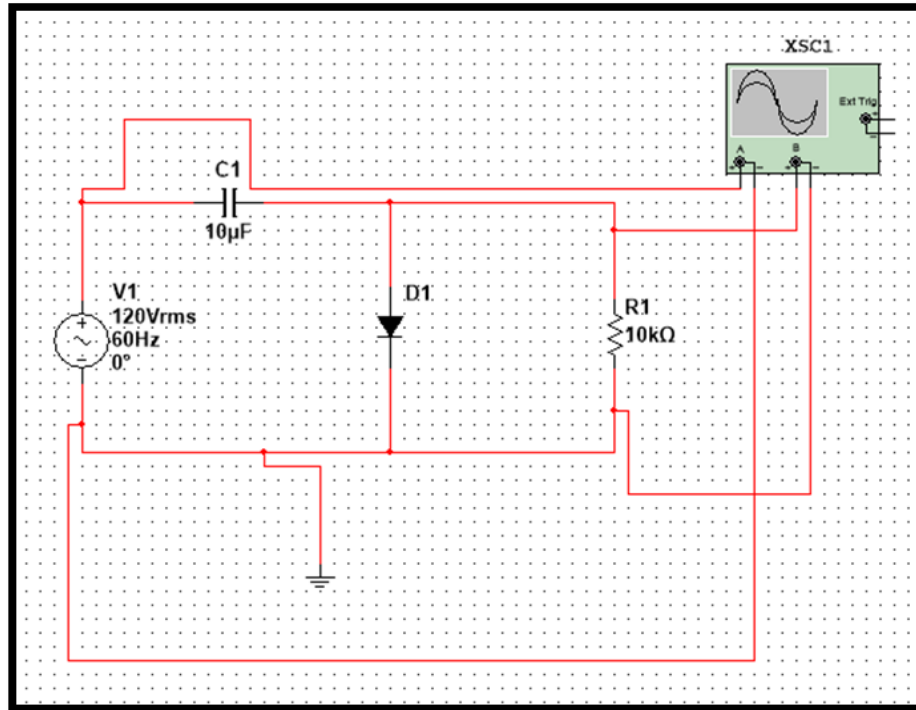 XSC1
Ext Trig
+
-
A
B
+ - + -
C1
10µF
V1
120Vrms
60Hz
0°
+
-
D1
R1
10kΩ